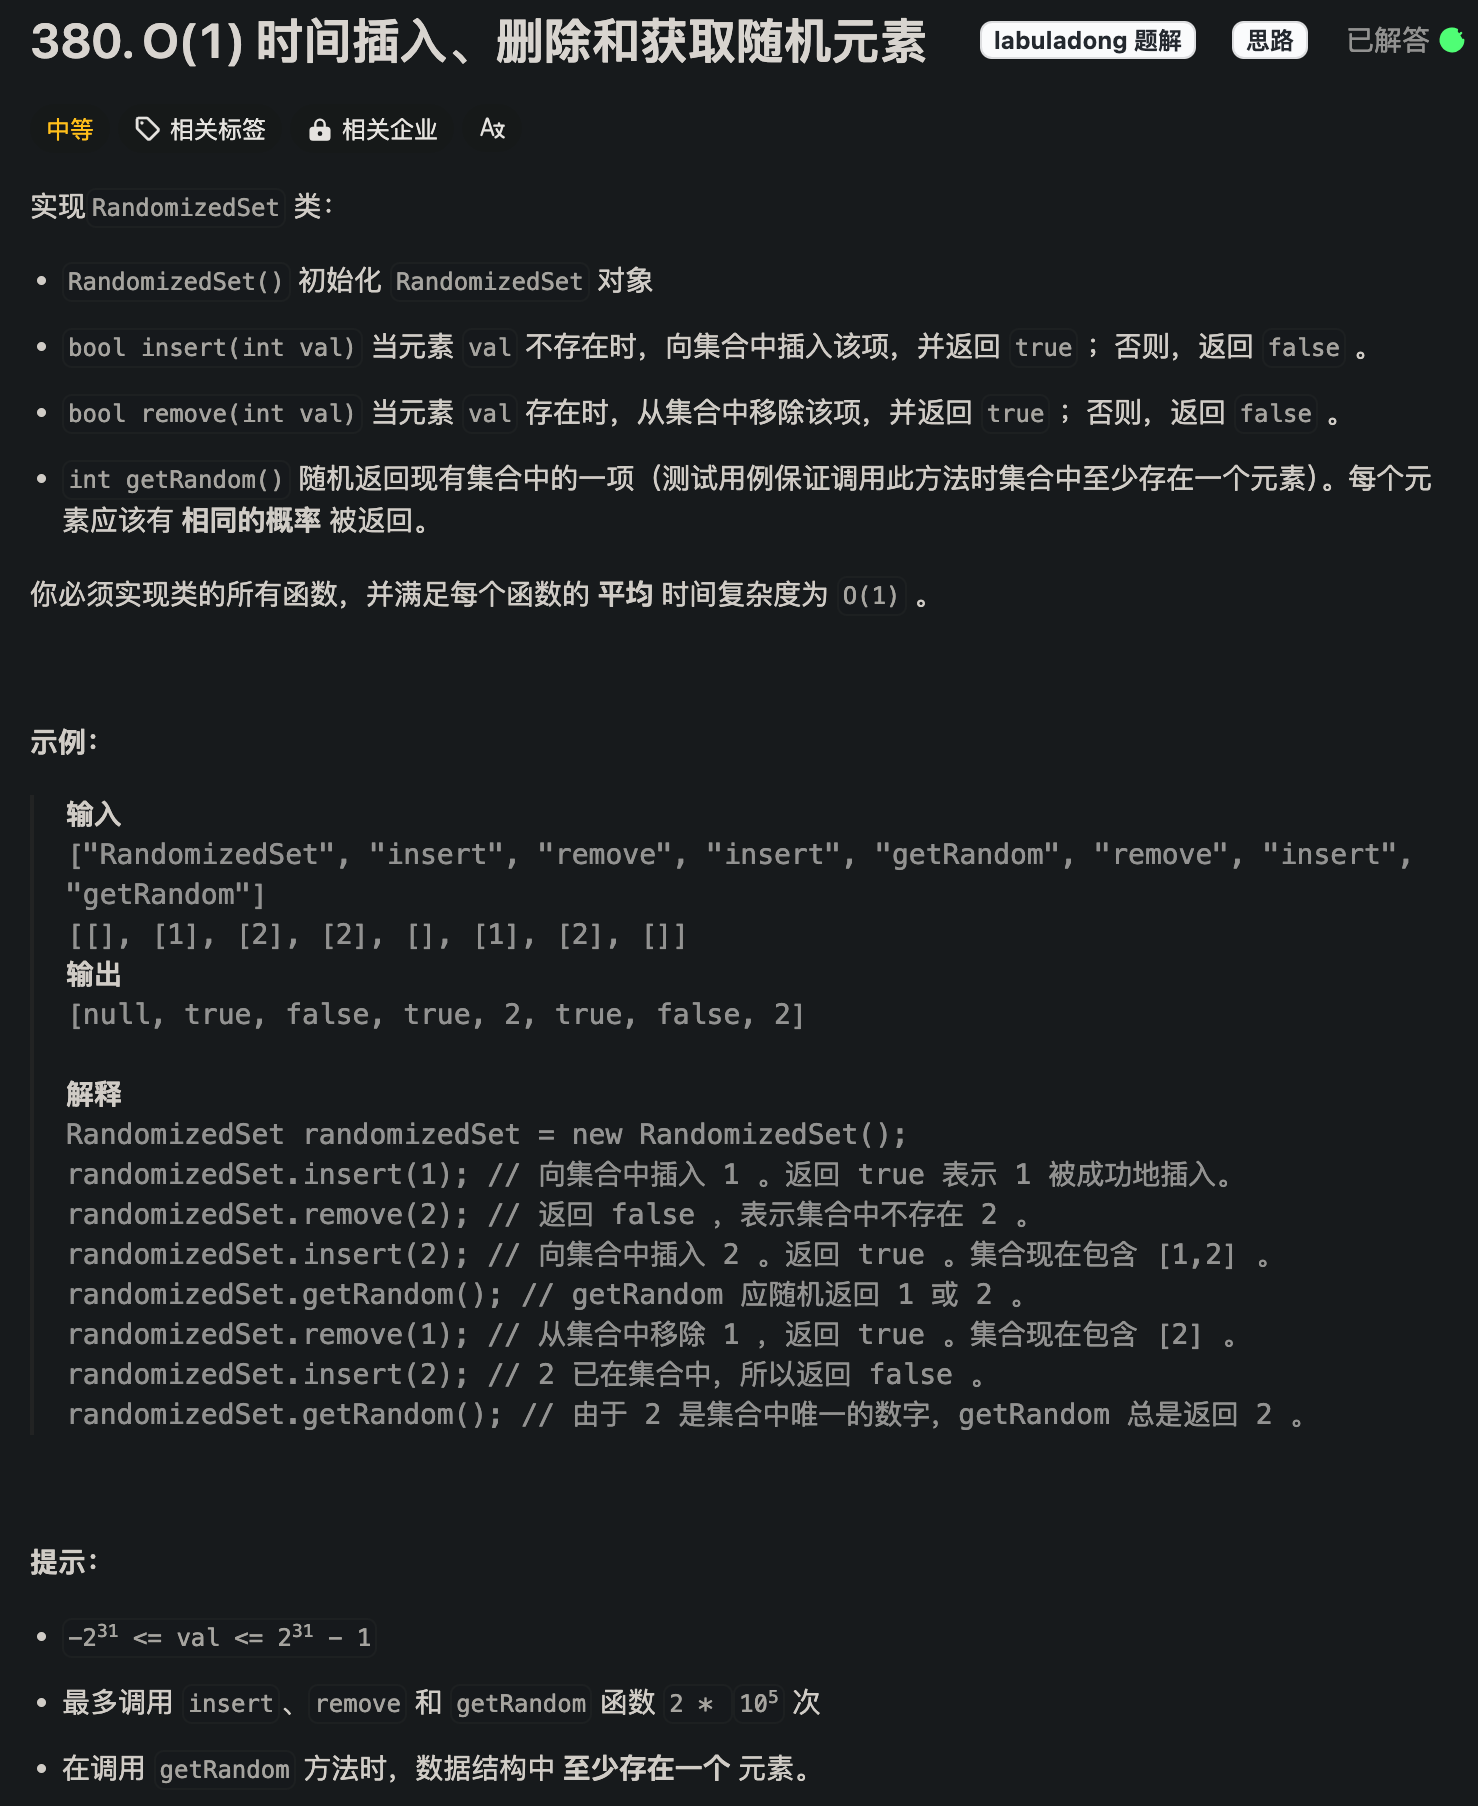 380. O(1) 时间插入、删除和获取随机元素 labuladong 题解 思路 已解答
中等 相关标签 相关企业
实现 RandomizedSet 类：
• RandomizedSet() 初始化 RandomizedSet 对象
• bool insert(int val) 当元素 val 不存在时，向集合中插入该项，并返回 true ；否则，返回 false 。
• bool remove(int val) 当元素 val 存在时，从集合中移除该项，并返回 true ；否则，返回 false 。
• int getRandom() 随机返回现有集合中的一项（测试用例保证调用此方法时集合中至少存在一个元素）。每个元
素应该有 相同的概率 被返回。
你必须实现类的所有函数，并满足每个函数的 平均 时间复杂度为 O(1) 。
示例：
输入
["RandomizedSet", "insert", "remove", "insert", "getRandom", "remove", "insert",
"getRandom"]
[[], [1], [2], [2], [], [1], [2], []]
输出
[null, true, false, true, 2, true, false, 2]
解释
RandomizedSet randomizedSet = new RandomizedSet();
randomizedSet.insert(1); // 向集合中插入 1 。返回 true 表示 1 被成功地插入。
randomizedSet.remove(2); // 返回 false ，表示集合中不存在 2 。
randomizedSet.insert(2); // 向集合中插入 2 。返回 true 。集合现在包含 [1,2] 。
randomizedSet.getRandom(); // getRandom 应随机返回 1 或 2 。
randomizedSet.remove(1); // 从集合中移除 1 ，返回 true 。集合现在包含 [2] 。
randomizedSet.insert(2); // 2 已在集合中，所以返回 false 。
randomizedSet.getRandom(); // 由于 2 是集合中唯一的数字，getRandom 总是返回 2 。
提示：
• -2³¹ <= val <= 2³¹ - 1
• 最多调用 insert、remove 和 getRandom 函数 2 * 10⁵ 次
• 在调用 getRandom 方法时，数据结构中 至少存在一个 元素。